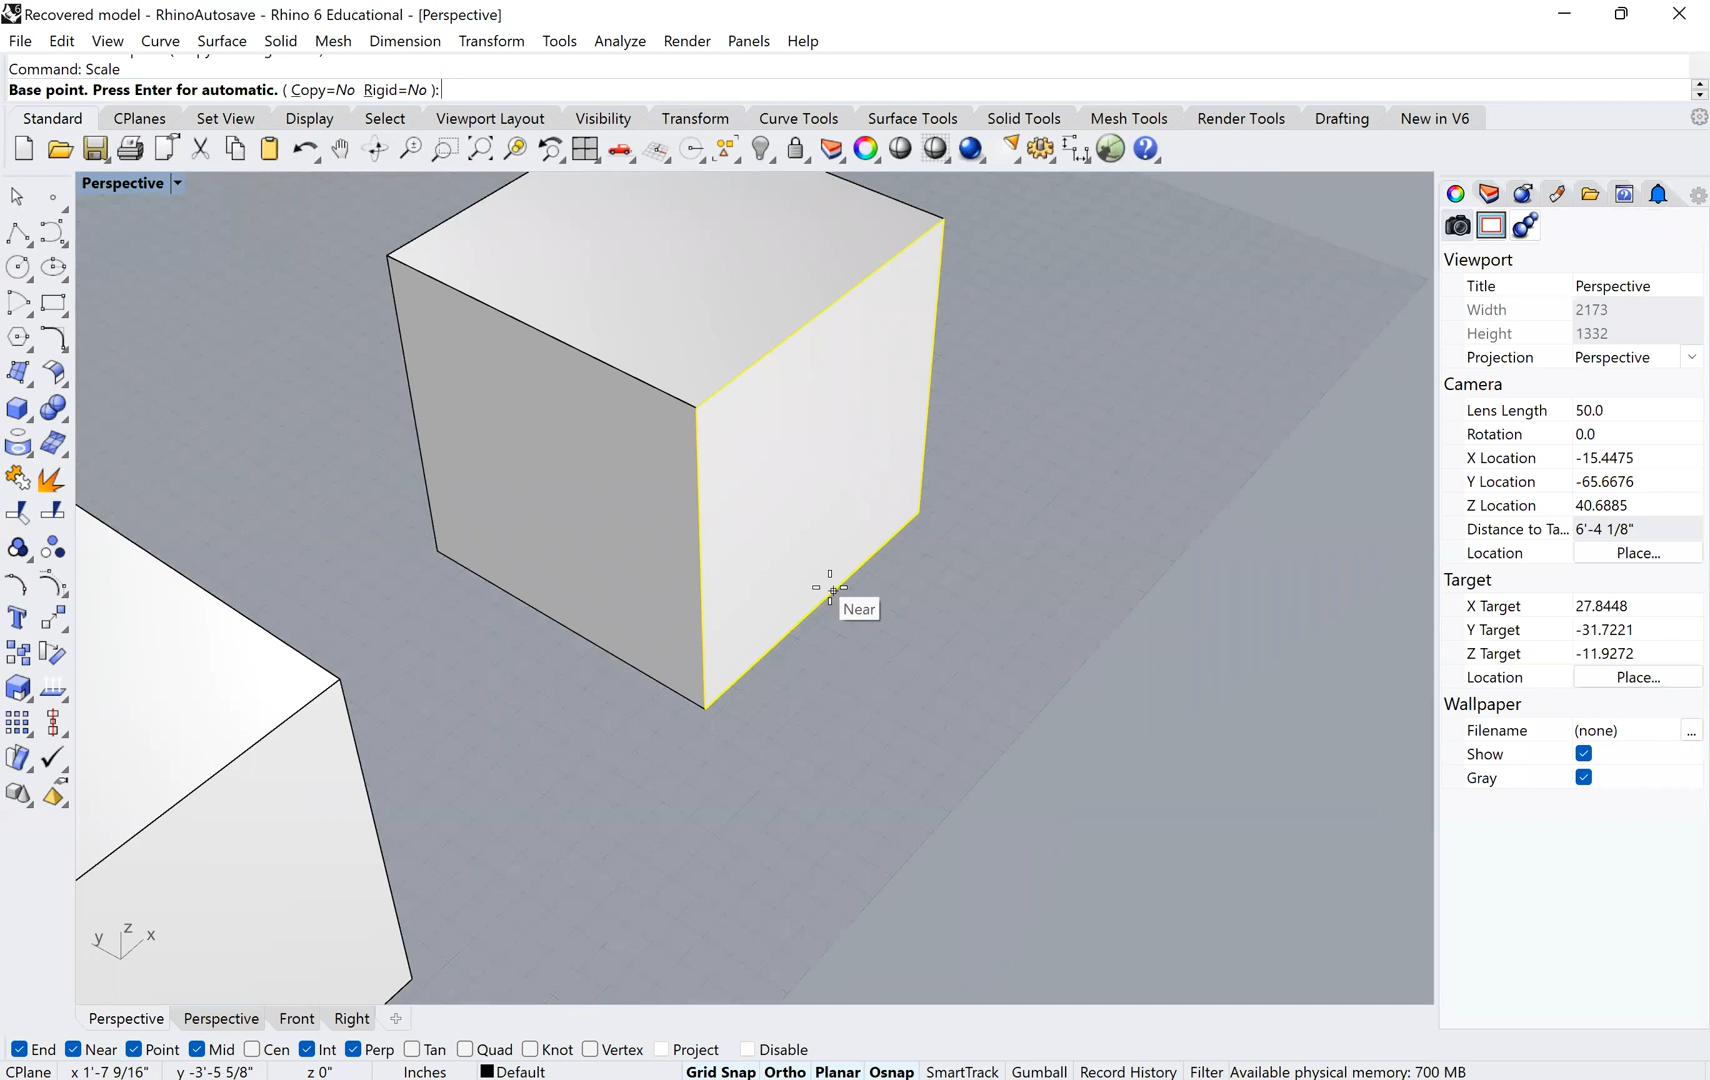 Recovered model - RhinoAutosave - Rhino 6 Educational - [Perspective]
File Edit View Curve Surface Solid Mesh Dimension Transform Tools Analyze Render Panels Help
Command: Scale
Base point. Press Enter for automatic. ( Copy=No Rigid=No ):
Standard CPlanes Set View Display Select Viewport Layout Visibility Transform Curve Tools Surface Tools Solid Tools Mesh Tools Render Tools Drafting New in V6
Perspective
Viewport
Title Perspective
Width 2173
Height 1332
Projection Perspective
Camera
Lens Length 50.0
Rotation 0.0
X Location -15.4475
Y Location -65.6676
Z Location 40.6885
Distance to Ta... 6'-4 1/8"
Location Place...
Target
X Target 27.8448
Y Target -31.7221
Z Target -11.9272
Location Place...
Wallpaper
Filename (none) ...
Show
Gray
Near
z
y x
Perspective Perspective Front Right
End Near Point Mid Cen Int Perp Tan Quad Knot Vertex Project Disable
CPlane x 1'-7 9/16" y -3'-5 5/8" z 0" Inches Default Grid Snap Ortho Planar Osnap SmartTrack Gumball Record History Filter Available physical memory: 700 MB